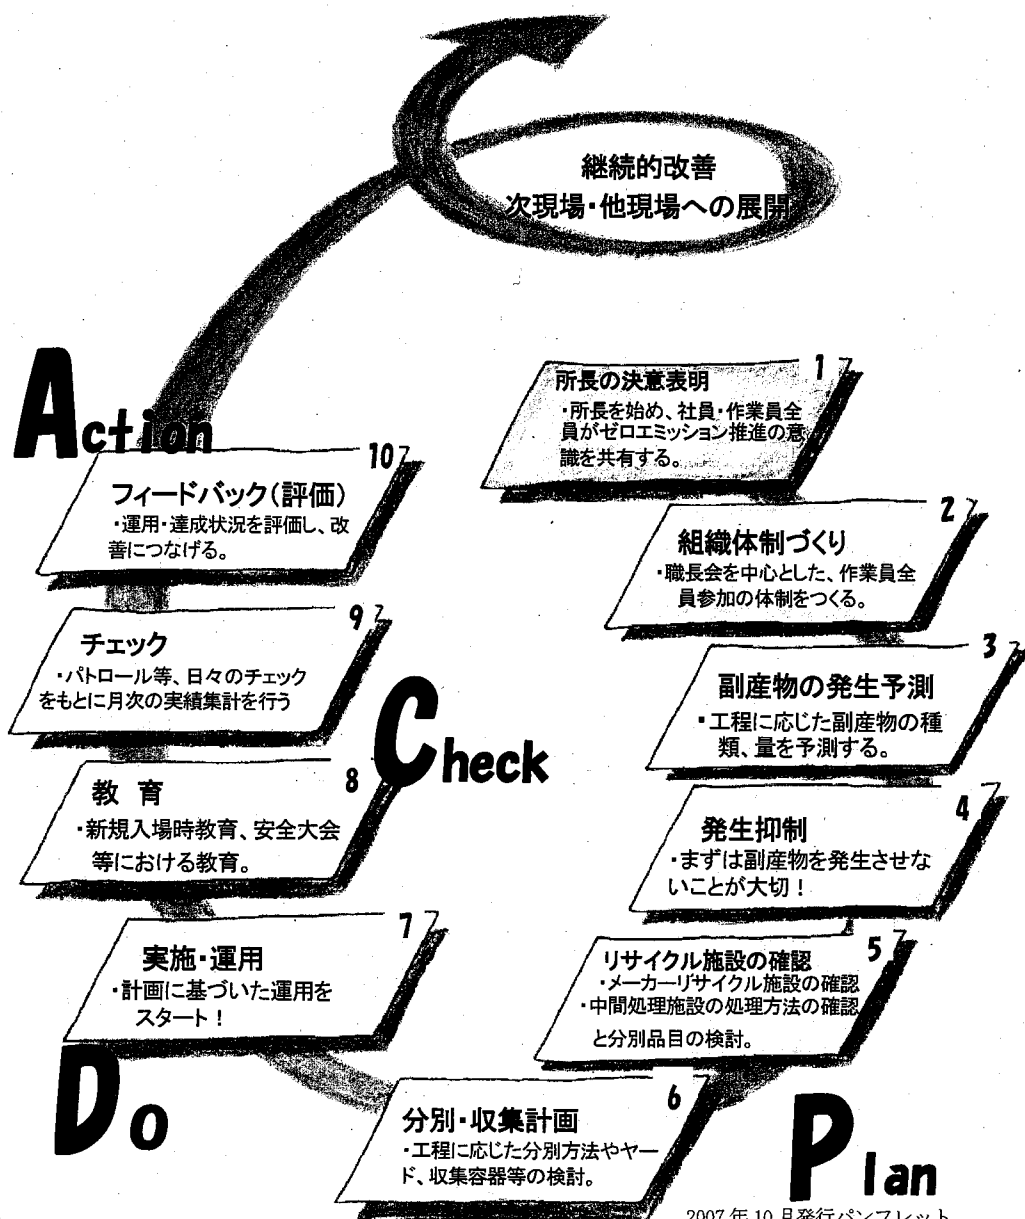 継続的改善
次現場・他現場への展開
1
所長の決意表明
・所長を始め、社員・作業員全
員がゼロエミッション推進の意
識を共有する。
2
組織体制づくり
・職長会を中心とした、作業員全
員参加の体制をつくる。
3
副産物の発生予測
・工程に応じた副産物の種
類、量を予測する。
4
発生抑制
・まずは副産物を発生させな
いことが大切！
5
リサイクル施設の確認
・メーカーリサイクル施設の確認
・中間処理施設の処理方法の確認
と分別品目の検討。
Plan
6
分別・収集計画
・工程に応じた分別方法やヤー
ド、収集容器等の検討。
Do
7
実施・運用
・計画に基づいた運用を
スタート！
8
教 育
・新規入場時教育、安全大会
等における教育。
Check
9
チェック
・パトロール等、日々のチェック
をもとに月次の実績集計を行う
Action
10
フィードバック（評価）
・運用・達成状況を評価し、改
善につなげる。
2007年10月発行パンフレット